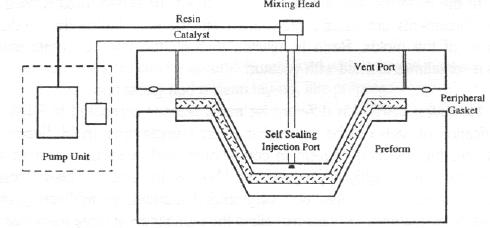 Mixing Head
Resin
Catalyst
Vent Port
Peripheral
Gasket
Self Sealing
Injection Port
Preform
Pump Unit